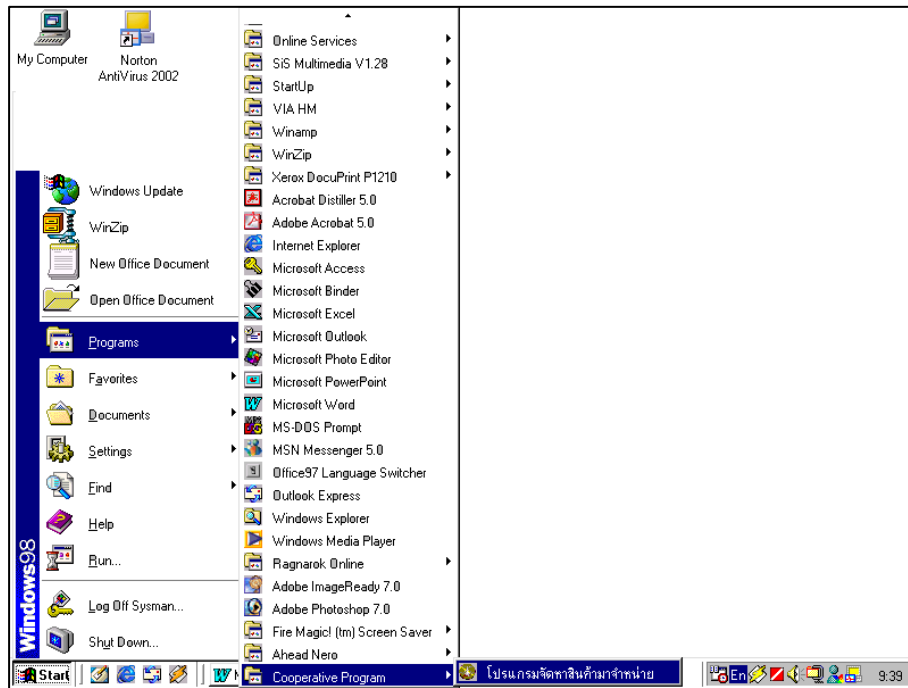 My Computer
Norton
AntiVirus 2002
Windows Update
WinZip
New Office Document
Open Office Document
Programs
Favorites
Documents
Settings
Find
Help
Run...
Log Off Sysman...
Shut Down...
Windows98
Online Services
SiS Multimedia V1.28
StartUp
VIA HM
Winamp
WinZip
Xerox DocuPrint P1210
Acrobat Distiller 5.0
Adobe Acrobat 5.0
Internet Explorer
Microsoft Access
Microsoft Binder
Microsoft Excel
Microsoft Outlook
Microsoft Photo Editor
Microsoft PowerPoint
Microsoft Word
MS-DOS Prompt
MSN Messenger 5.0
Office97 Language Switcher
Outlook Express
Windows Explorer
Windows Media Player
Ragnarok Online
Adobe ImageReady 7.0
Adobe Photoshop 7.0
Fire Magic! (tm) Screen Saver
Ahead Nero
Cooperative Program
โปรแกรมจัดหาสินค้ามาจำหน่าย
Start
En
9:39